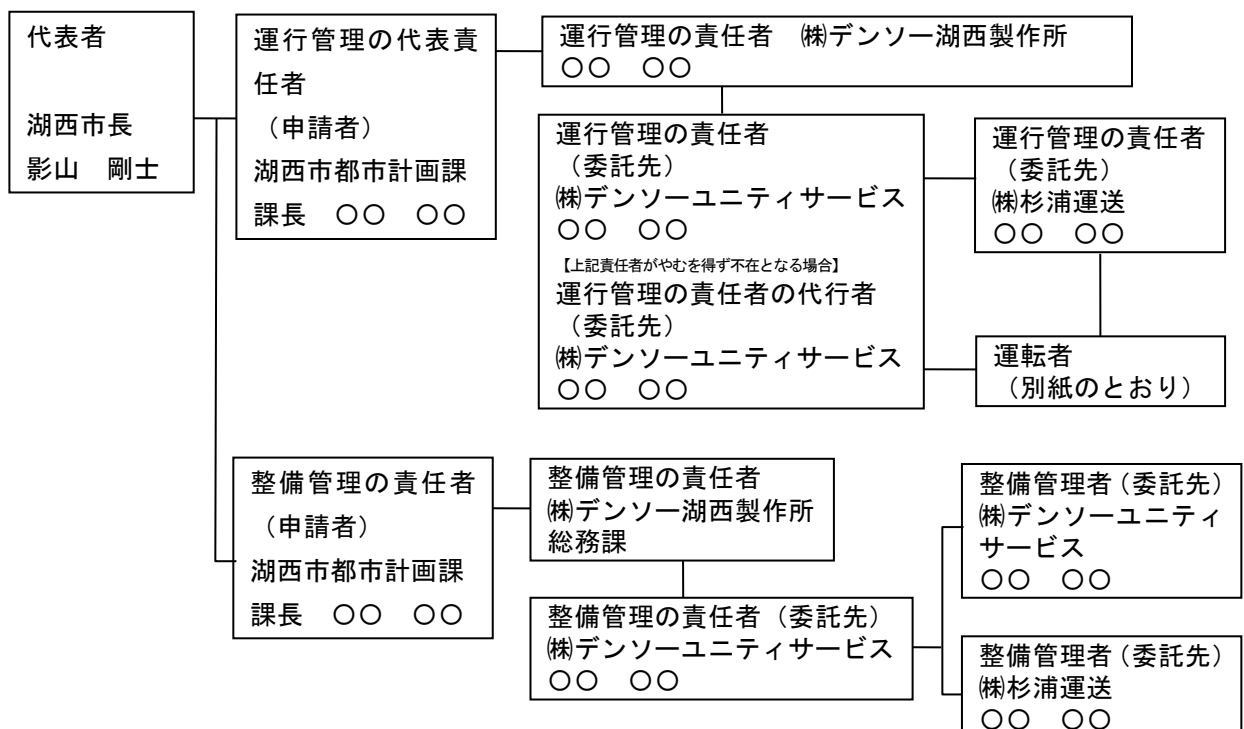 代表者
湖西市長
影山　剛士
運行管理の代表責
任者
（申請者）
湖西市都市計画課
課長　○○　○○
運行管理の責任者　㈱デンソー湖西製作所
○○　○○
運行管理の責任者
（委託先）
㈱デンソーユニティサービス
○○　○○
【上記責任者がやむを得ず不在となる場合】
運行管理の責任者の代行者
（委託先）
㈱デンソーユニティサービス
○○　○○
運行管理の責任者
（委託先）
㈱杉浦運送
○○　○○
運転者
（別紙のとおり）
整備管理の責任者
（申請者）
湖西市都市計画課
課長　○○　○○
整備管理の責任者
㈱デンソー湖西製作所
総務課
整備管理の責任者（委託先）
㈱デンソーユニティサービス
○○　○○
整備管理者（委託先）
㈱デンソーユニティ
サービス
○○　○○
整備管理者（委託先）
㈱杉浦運送
○○　○○